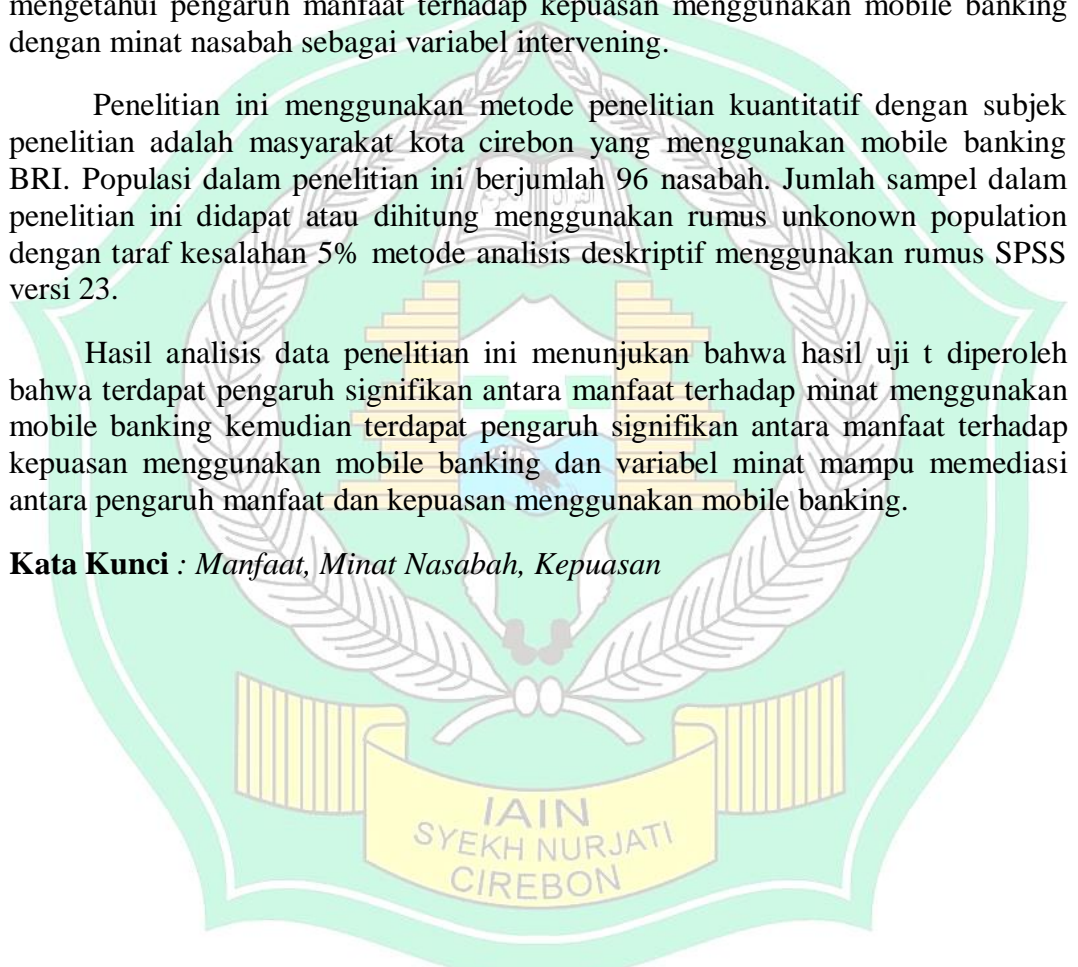 mengetahui pengaruh manfaat terhadap kepuasan menggunakan mobile banking
dengan minat nasabah sebagai variabel intervening.
Penelitian ini menggunakan metode penelitian kuantitatif dengan subjek
penelitian adalah masyarakat kota cirebon yang menggunakan mobile banking
BRI. Populasi dalam penelitian ini berjumlah 96 nasabah. Jumlah sampel dalam
penelitian ini didapat atau dihitung menggunakan rumus unkonown population
dengan taraf kesalahan 5% metode analisis deskriptif menggunakan rumus SPSS
versi 23.
Hasil analisis data penelitian ini menunjukan bahwa hasil uji t diperoleh
bahwa terdapat pengaruh signifikan antara manfaat terhadap minat menggunakan
mobile banking kemudian terdapat pengaruh signifikan antara manfaat terhadap
kepuasan menggunakan mobile banking dan variabel minat mampu memediasi
antara pengaruh manfaat dan kepuasan menggunakan mobile banking.
Kata Kunci : Manfaat, Minat Nasabah, Kepuasan
IAIN
SYEKH NURJATI
CIREBON